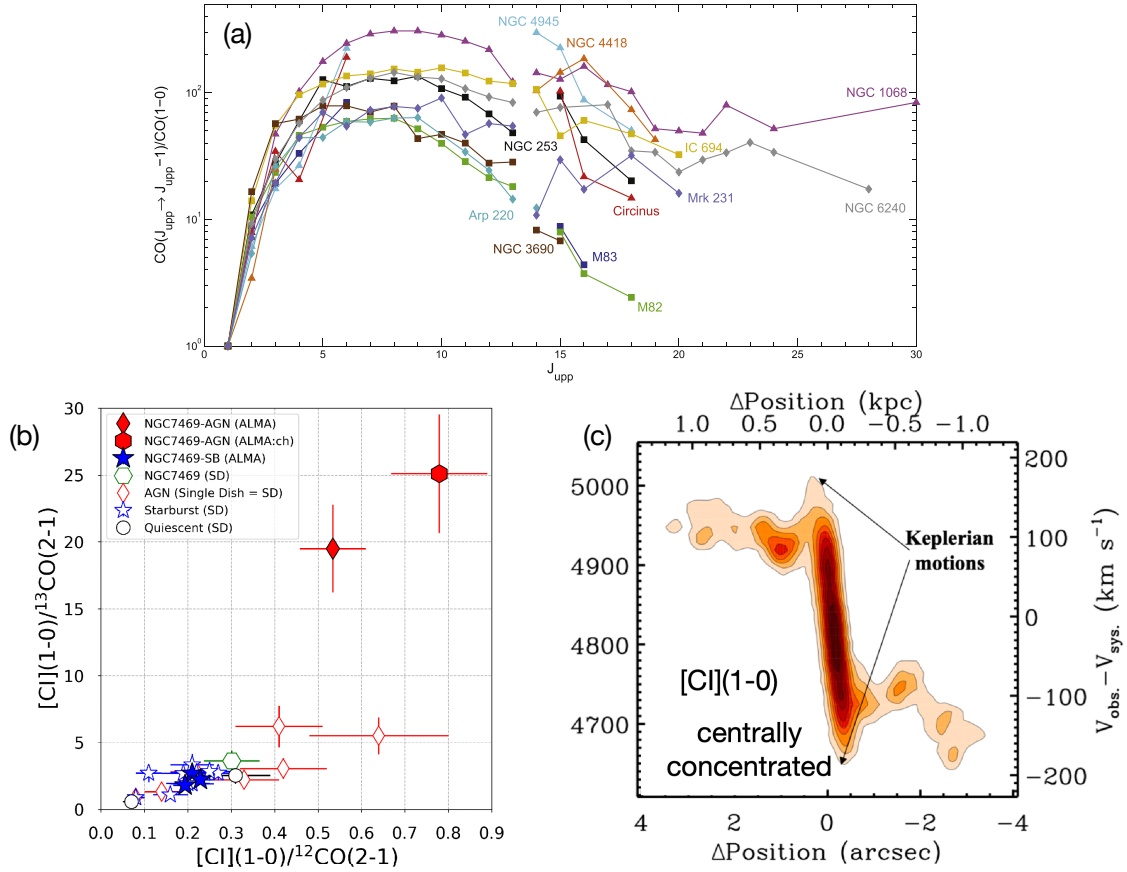 (a)
CO(J_upp → J_upp−1)/CO(1−0)
10^2
10^1
10^0
NGC 4945
NGC 4418
NGC 1068
NGC 253
IC 694
Arp 220
Circinus
Mrk 231
NGC 6240
NGC 3690
M83
M82
0 5 10 15 20 25 30
J_upp
(b)
[CI](1-0)/^13CO(2-1)
30
25
20
15
10
5
0
NGC7469-AGN (ALMA)
NGC7469-AGN (ALMA:ch)
NGC7469-SB (ALMA)
NGC7469 (SD)
AGN (Single Dish = SD)
Starburst (SD)
Quiescent (SD)
0.0 0.1 0.2 0.3 0.4 0.5 0.6 0.7 0.8 0.9
[CI](1-0)/^12CO(2-1)
(c)
ΔPosition (kpc)
1.0 0.5 0.0 −0.5 −1.0
5000
4900
4800
4700
200
100
0
−100
−200
V_obs.−V_sys. (km s^−1)
Keplerian
motions
[CI](1-0)
centrally
concentrated
4 2 0 −2 −4
ΔPosition (arcsec)